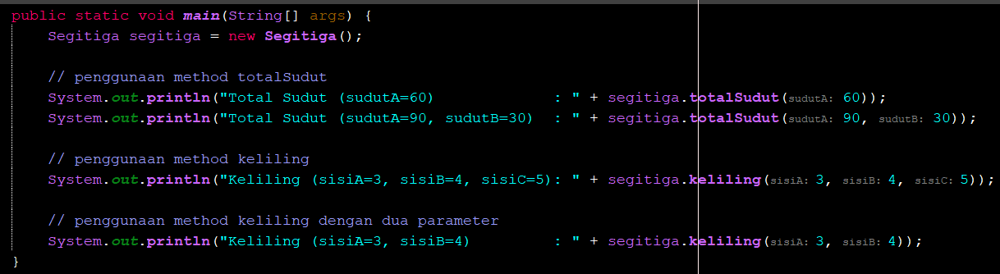 public static void main(String[] args) {
    Segitiga segitiga = new Segitiga();

    // penggunaan method totalSudut
    System.out.println("Total Sudut (sudutA=60)             : " + segitiga.totalSudut(sudutA: 60));
    System.out.println("Total Sudut (sudutA=90, sudutB=30)  : " + segitiga.totalSudut(sudutA: 90, sudutB: 30));

    // penggunaan method keliling
    System.out.println("Keliling (sisiA=3, sisiB=4, sisiC=5): " + segitiga.keliling(sisiA: 3, sisiB: 4, sisiC: 5));

    // penggunaan method keliling dengan dua parameter
    System.out.println("Keliling (sisiA=3, sisiB=4)         : " + segitiga.keliling(sisiA: 3, sisiB: 4));
}